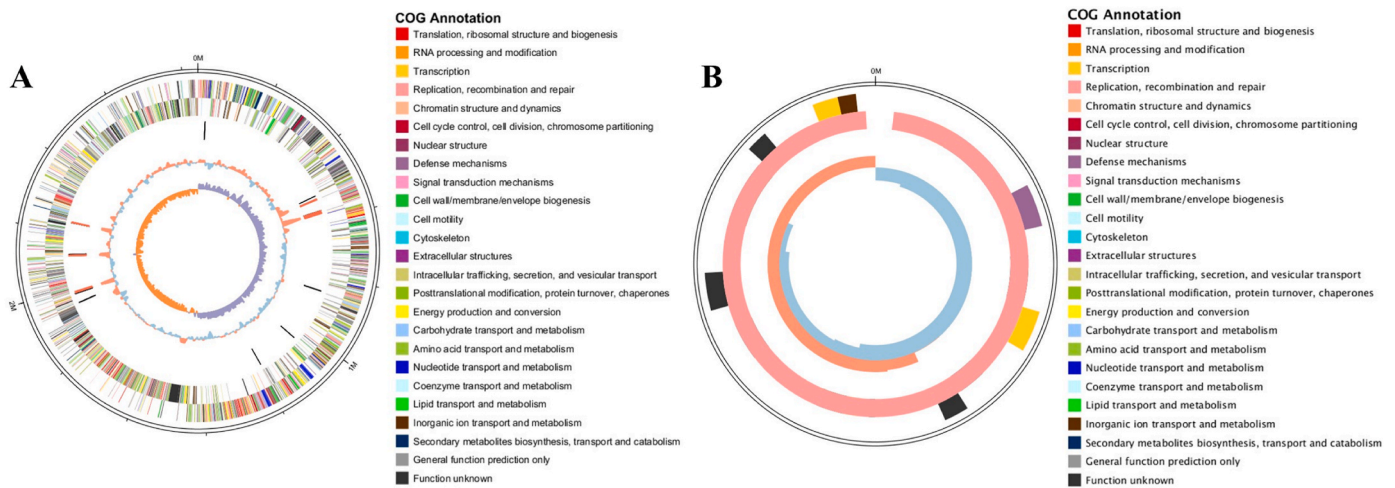 A
0M
1M
2M
COG Annotation
Translation, ribosomal structure and biogenesis
RNA processing and modification
Transcription
Replication, recombination and repair
Chromatin structure and dynamics
Cell cycle control, cell division, chromosome partitioning
Nuclear structure
Defense mechanisms
Signal transduction mechanisms
Cell wall/membrane/envelope biogenesis
Cell motility
Cytoskeleton
Extracellular structures
Intracellular trafficking, secretion, and vesicular transport
Posttranslational modification, protein turnover, chaperones
Energy production and conversion
Carbohydrate transport and metabolism
Amino acid transport and metabolism
Nucleotide transport and metabolism
Coenzyme transport and metabolism
Lipid transport and metabolism
Inorganic ion transport and metabolism
Secondary metabolites biosynthesis, transport and catabolism
General function prediction only
Function unknown
B
0M
COG Annotation
Translation, ribosomal structure and biogenesis
RNA processing and modification
Transcription
Replication, recombination and repair
Chromatin structure and dynamics
Cell cycle control, cell division, chromosome partitioning
Nuclear structure
Defense mechanisms
Signal transduction mechanisms
Cell wall/membrane/envelope biogenesis
Cell motility
Cytoskeleton
Extracellular structures
Intracellular trafficking, secretion, and vesicular transport
Posttranslational modification, protein turnover, chaperones
Energy production and conversion
Carbohydrate transport and metabolism
Amino acid transport and metabolism
Nucleotide transport and metabolism
Coenzyme transport and metabolism
Lipid transport and metabolism
Inorganic ion transport and metabolism
Secondary metabolites biosynthesis, transport and catabolism
General function prediction only
Function unknown